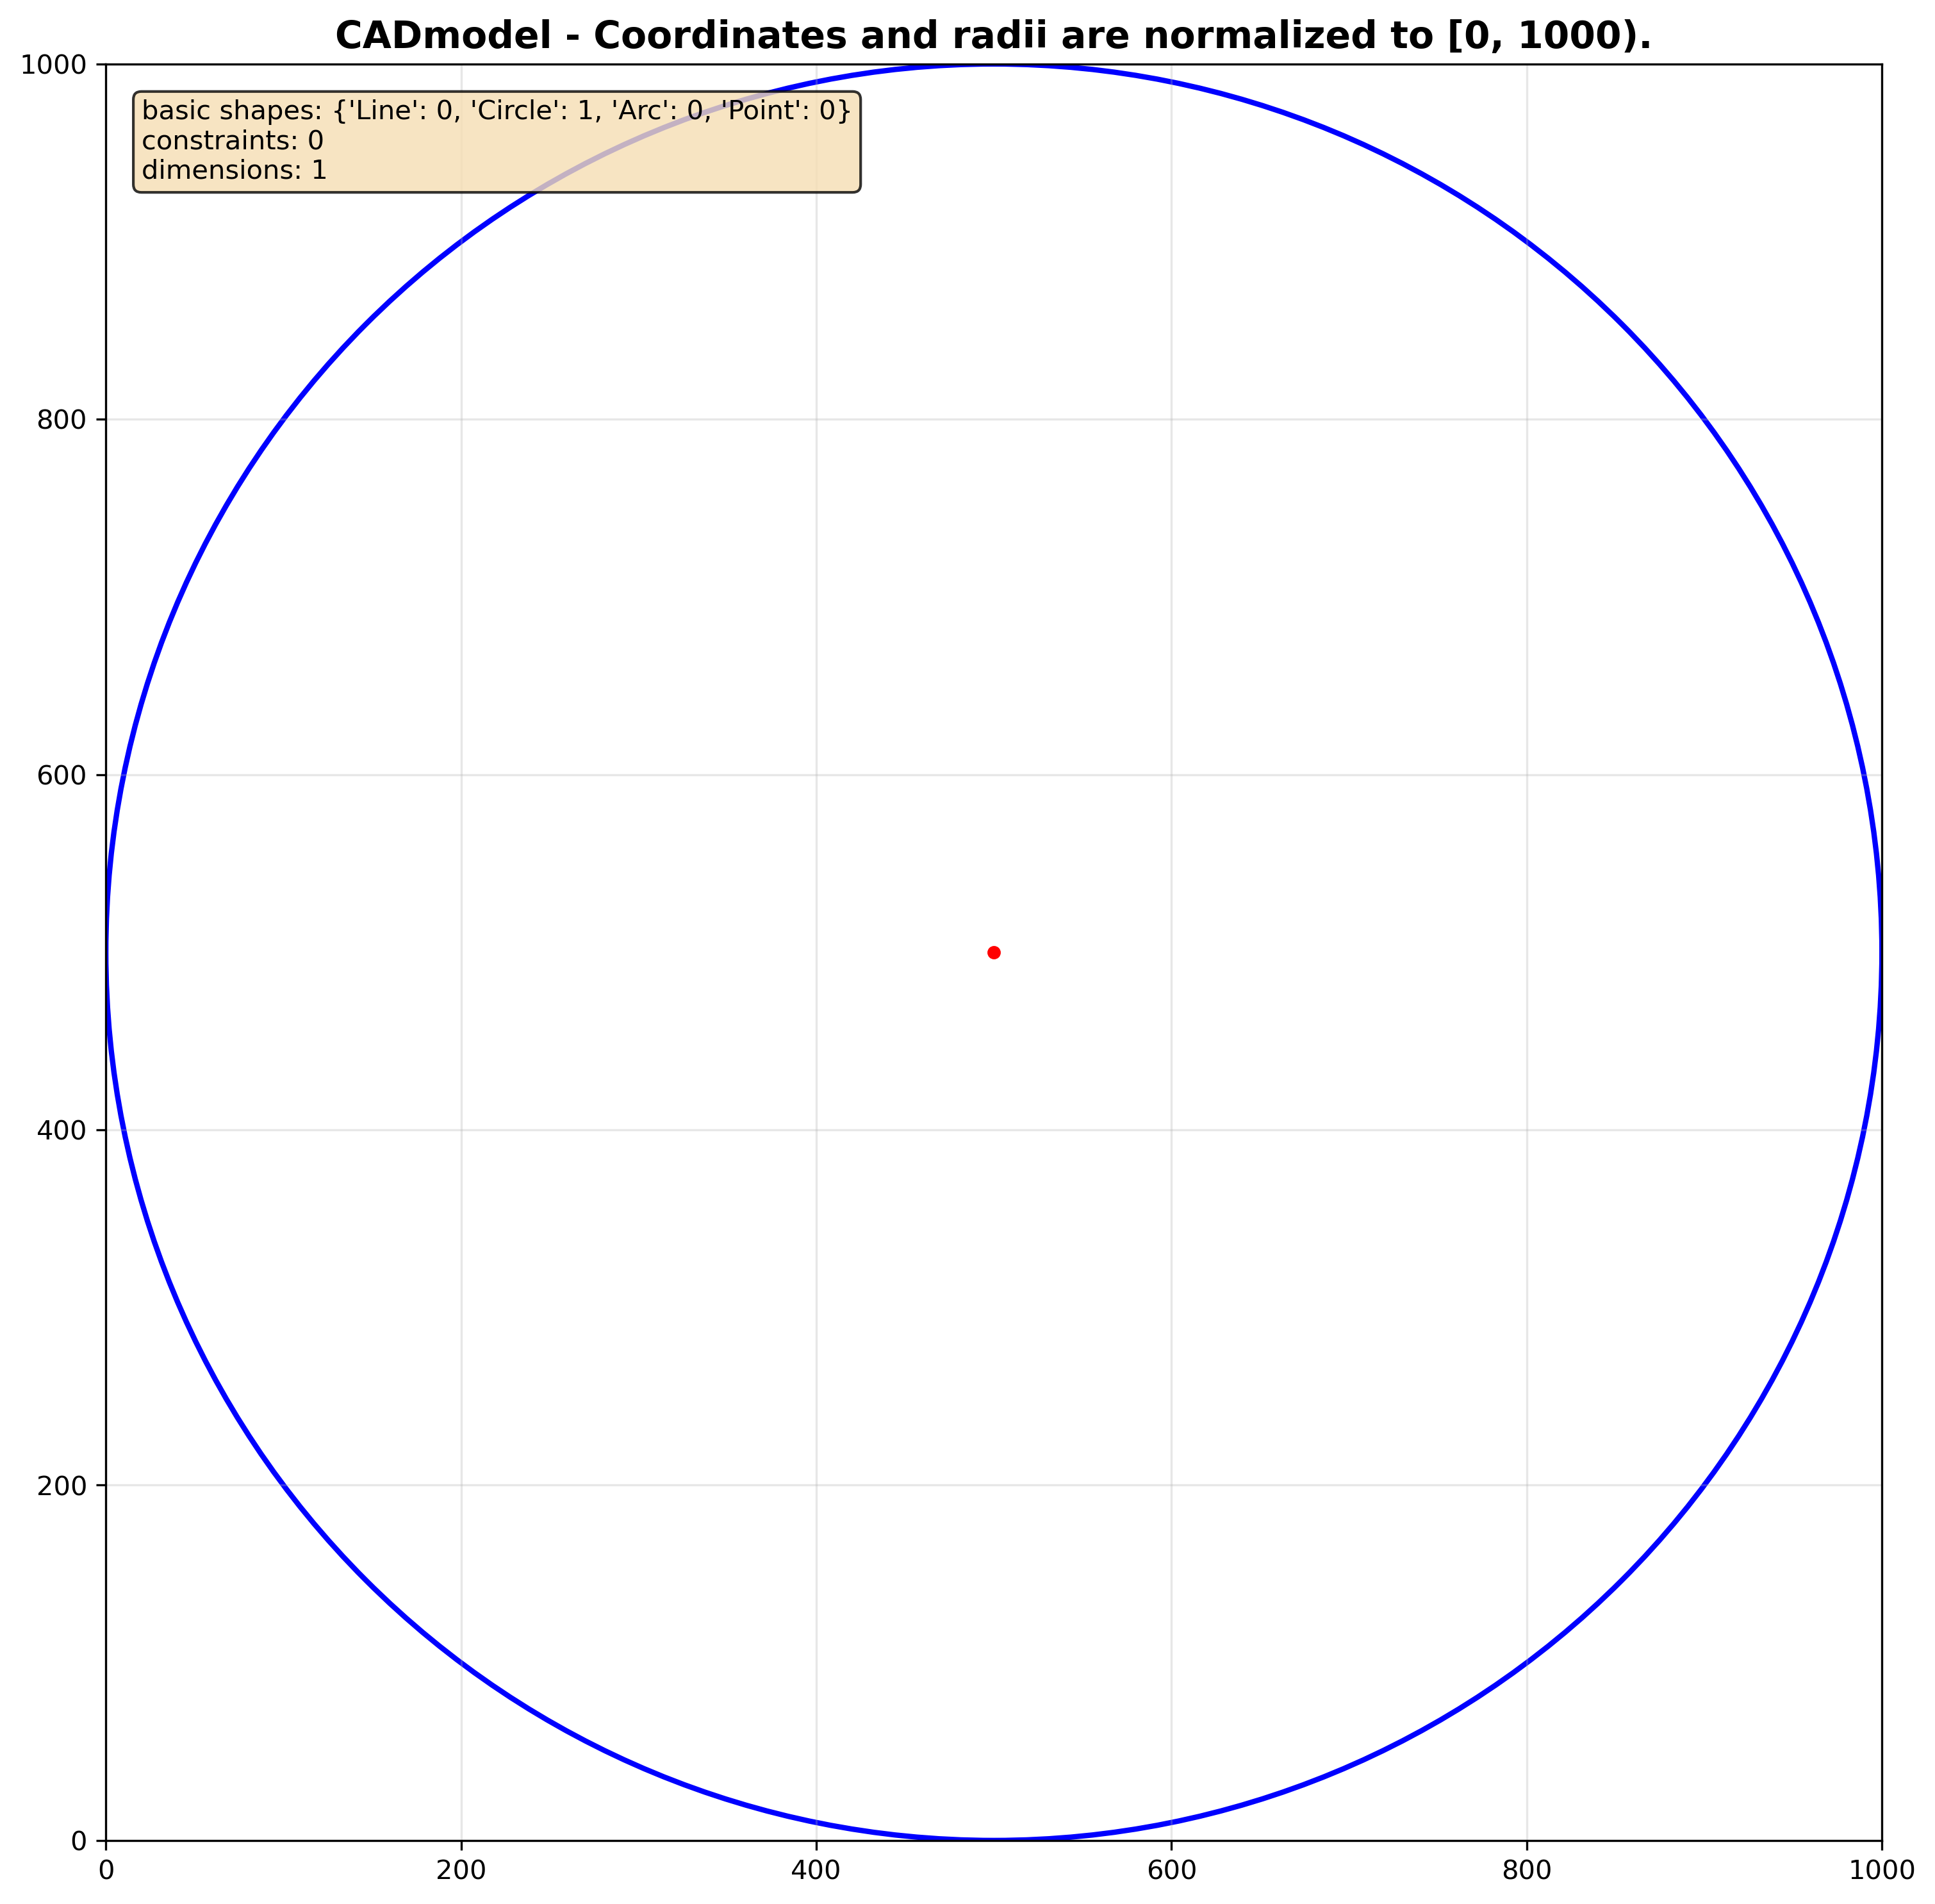 CADmodel - Coordinates and radii are normalized to [0, 1000).
basic shapes: {'Line': 0, 'Circle': 1, 'Arc': 0, 'Point': 0}
constraints: 0
dimensions: 1
1000
800
600
400
200
0
0 200 400 600 800 1000